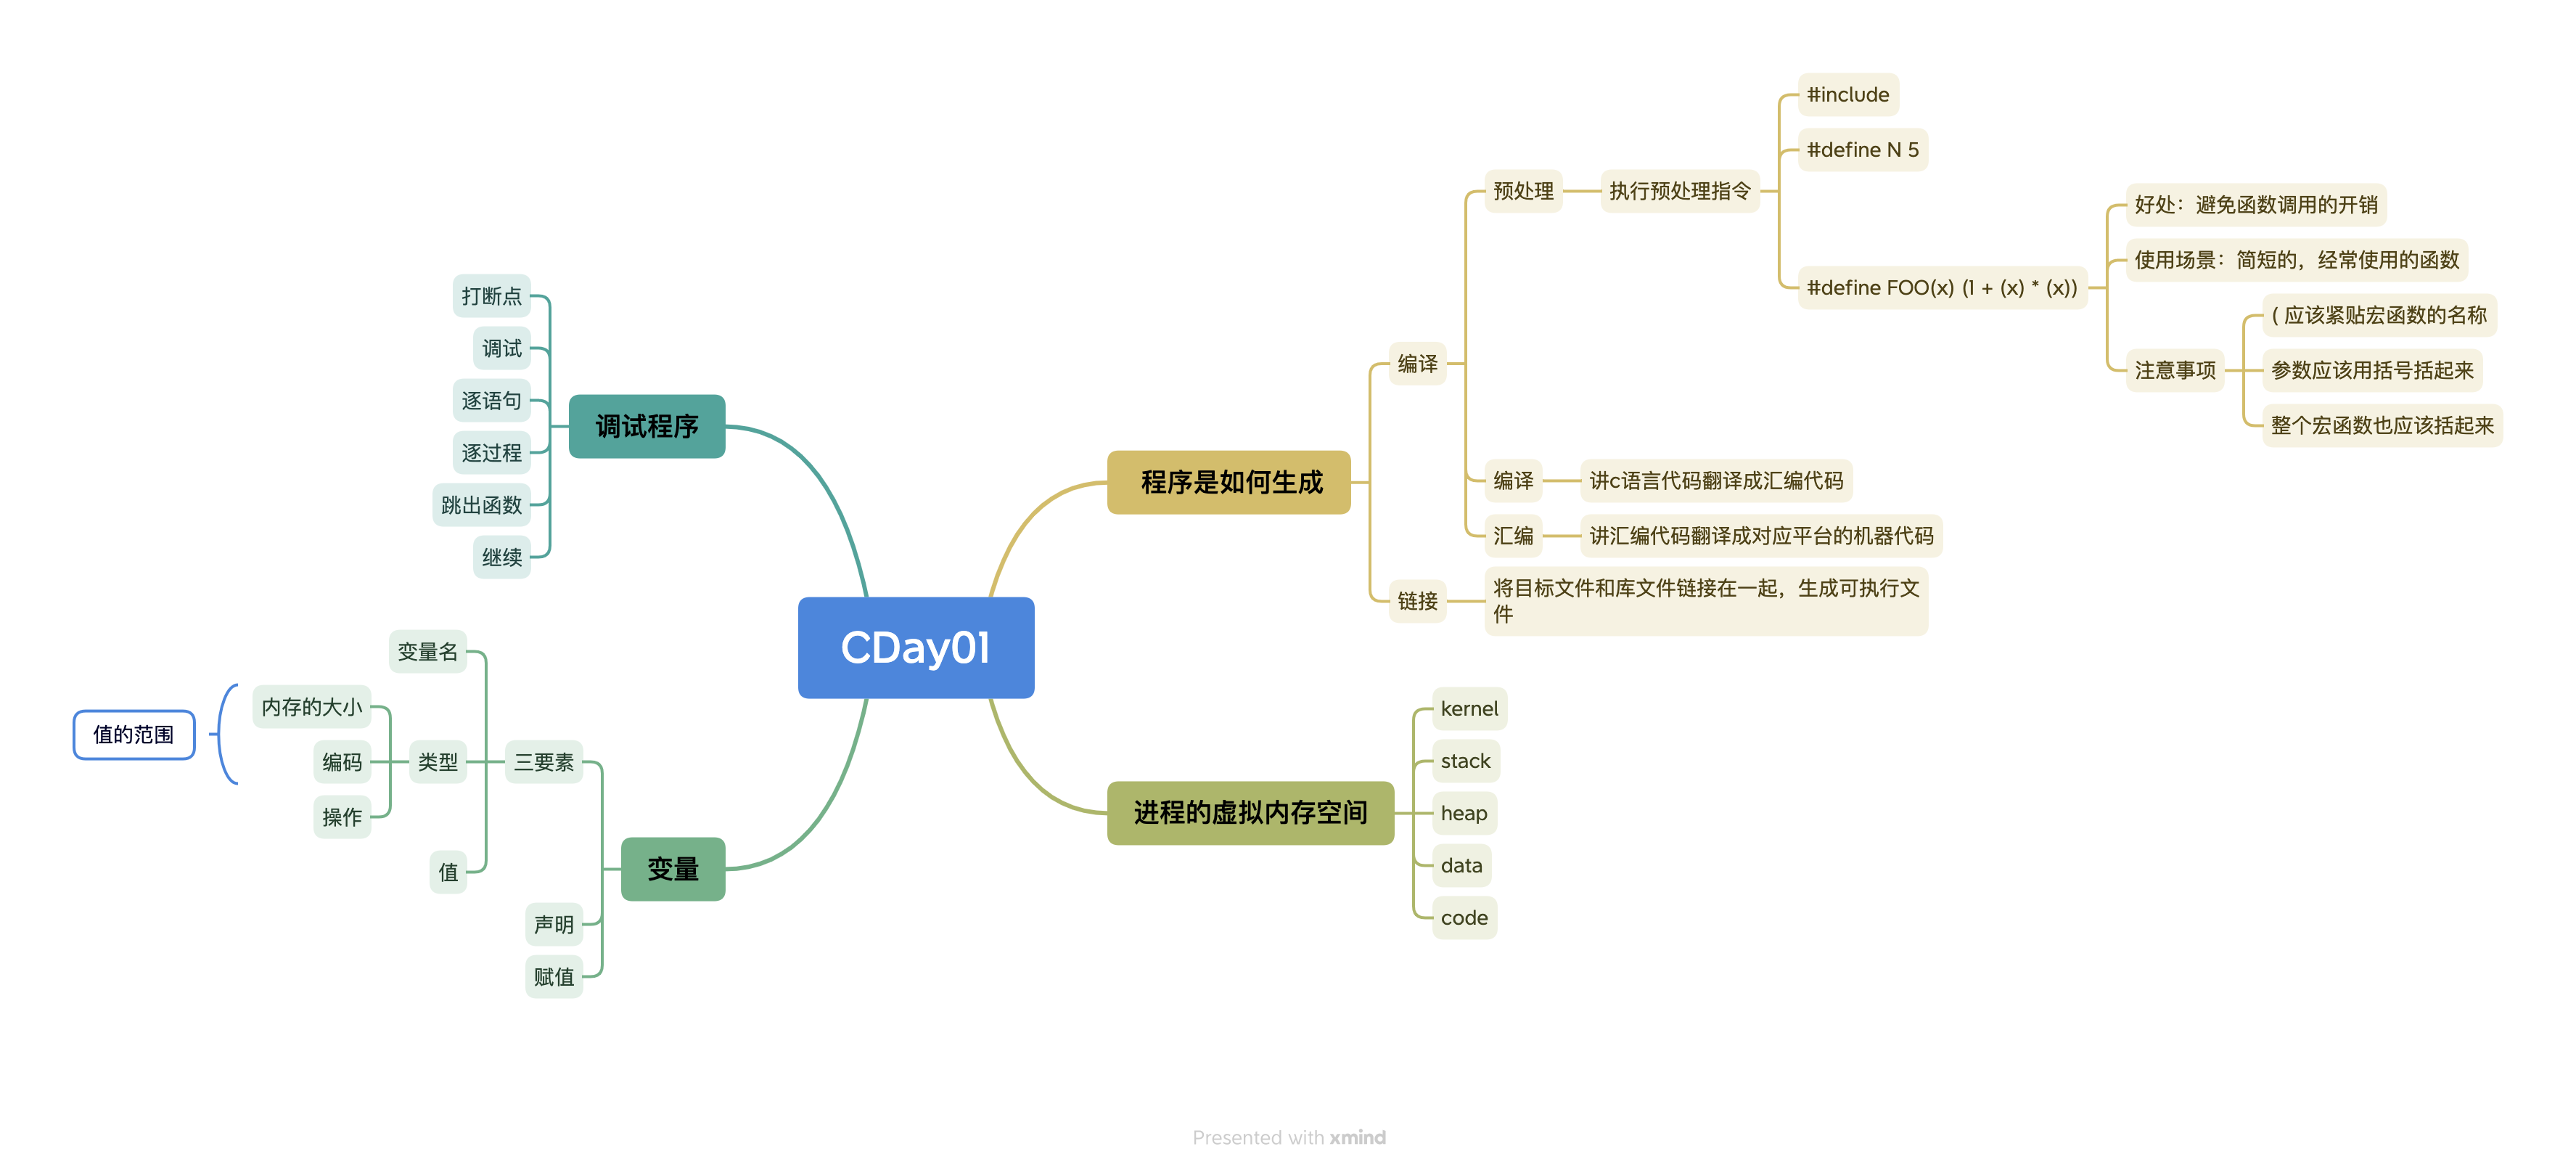 CDay01
程序是如何生成
编译
预处理
执行预处理指令
#include
#define N 5
#define FOO(x) (1 + (x) * (x))
好处：避免函数调用的开销
使用场景：简短的，经常使用的函数
注意事项
( 应该紧贴宏函数的名称
参数应该用括号括起来
整个宏函数也应该括起来
编译
讲c语言代码翻译成汇编代码
汇编
讲汇编代码翻译成对应平台的机器代码
链接
将目标文件和库文件链接在一起，生成可执行文
件
进程的虚拟内存空间
kernel
stack
heap
data
code
调试程序
打断点
调试
逐语句
逐过程
跳出函数
继续
变量
三要素
变量名
类型
内存的大小
编码
操作
值的范围
值
声明
赋值
Presented with xmind